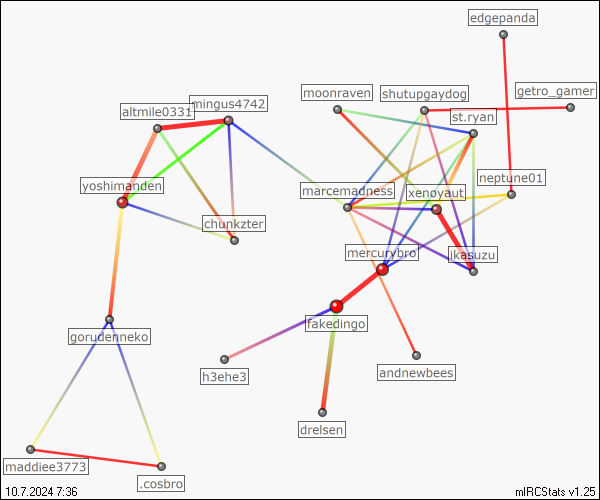 edgepanda
moonraven
shutupgaydog
getro_gamer
altmile0331
mingus4742
st.ryan
yoshimanden
marcemadness
xenoyaut
neptune01
chunkzter
mercurybro
jkasuzu
gorudenneko
fakedingo
h3ehe3
andnewbees
drelsen
maddiee3773
.cosbro
10.7.2024 7:36
mIRCStats v1.25